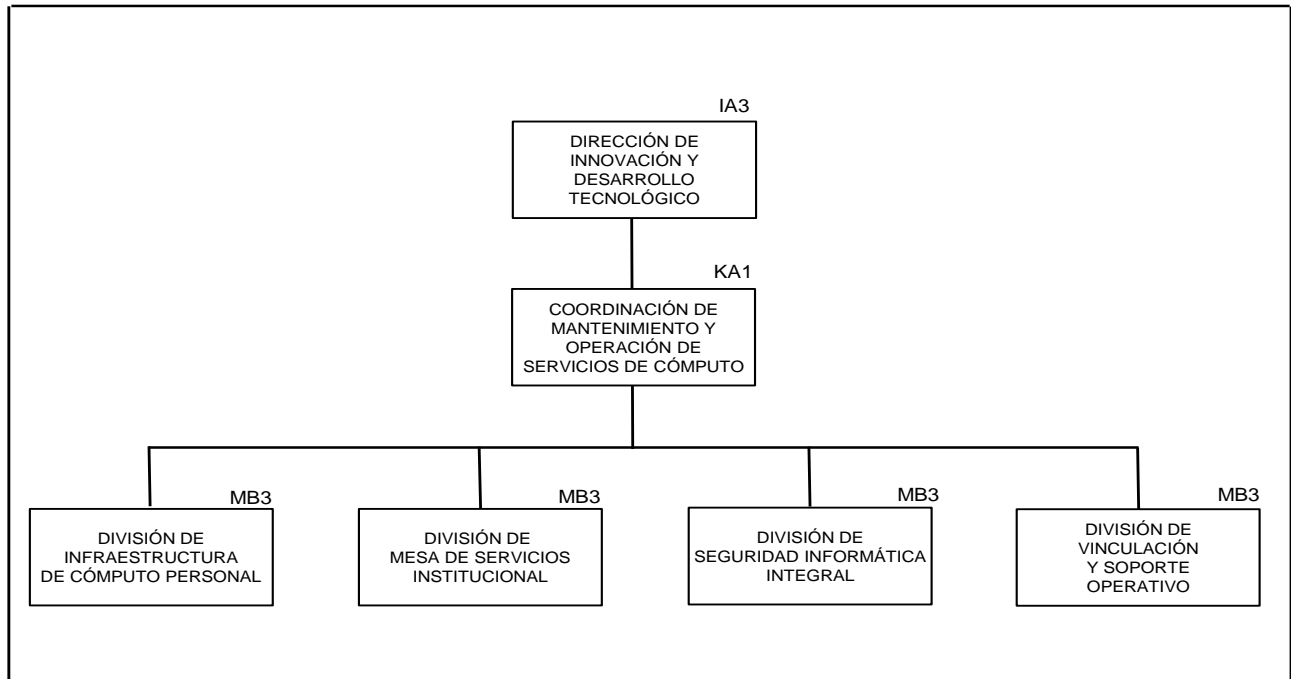 IA3
DIRECCIÓN DE
INNOVACIÓN Y
DESARROLLO
TECNOLÓGICO
KA1
COORDINACIÓN DE
MANTENIMIENTO Y
OPERACIÓN DE
SERVICIOS DE CÓMPUTO
MB3
DIVISIÓN DE
INFRAESTRUCTURA
DE CÓMPUTO PERSONAL
MB3
DIVISIÓN DE
MESA DE SERVICIOS
INSTITUCIONAL
MB3
DIVISIÓN DE
SEGURIDAD INFORMÁTICA
INTEGRAL
MB3
DIVISIÓN DE
VINCULACIÓN
Y SOPORTE
OPERATIVO